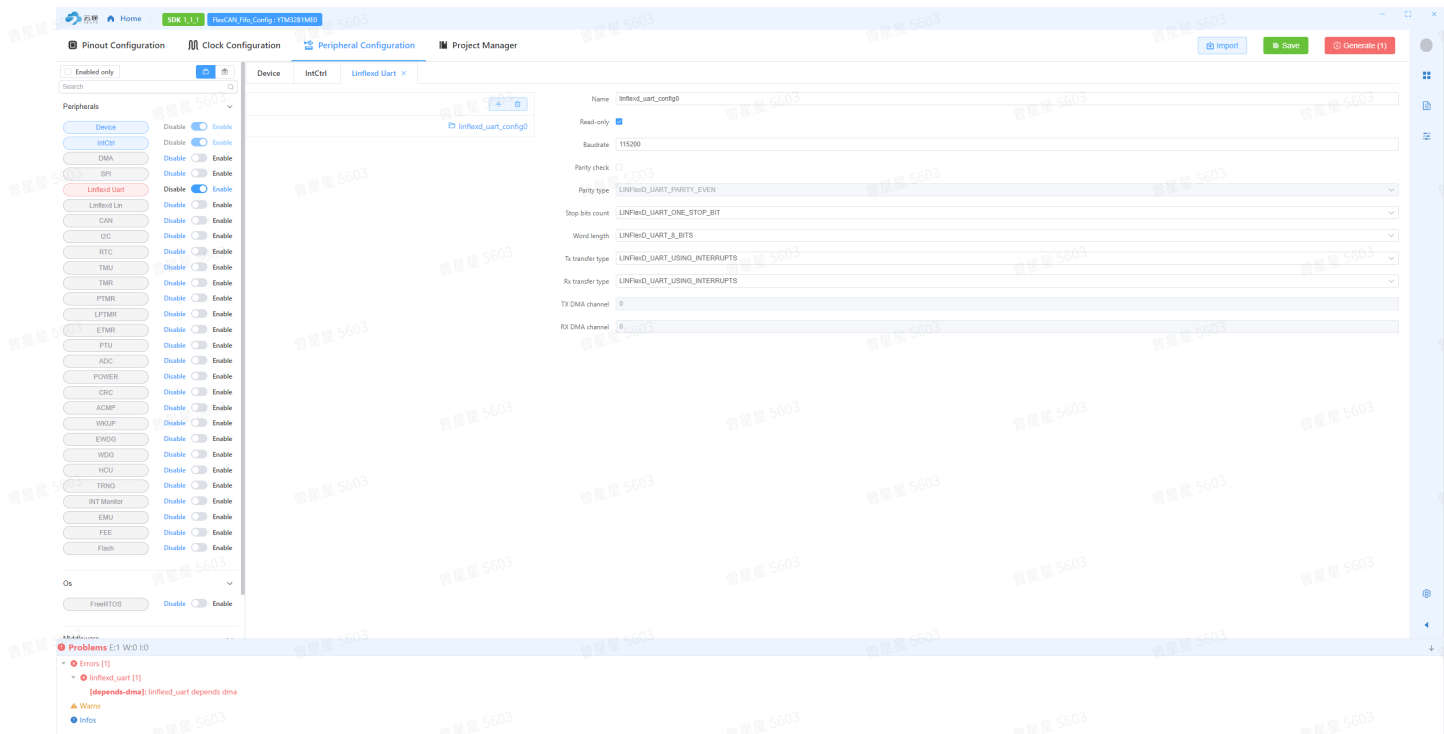 云途 Home SDK 1_1_1 FlexCAN_Fifo_Config : YTM32B1ME0
Pinout Configuration Clock Configuration Peripheral Configuration Project Manager Import Save Generate (1)
Enabled only
Device IntCtrl Linflexd Uart ×
Search
Peripherals
Device Disable Enable
IntCtrl Disable Enable
DMA Disable Enable
SPI Disable Enable
Linflexd Uart Disable Enable
Linflexd Lin Disable Enable
CAN Disable Enable
I2C Disable Enable
RTC Disable Enable
TMU Disable Enable
TMR Disable Enable
PTMR Disable Enable
LPTMR Disable Enable
ETMR Disable Enable
PTU Disable Enable
ADC Disable Enable
POWER Disable Enable
CRC Disable Enable
ACMP Disable Enable
WKUP Disable Enable
EWDG Disable Enable
WDG Disable Enable
HCU Disable Enable
TRNG Disable Enable
INT Monitor Disable Enable
EMU Disable Enable
FEE Disable Enable
Flash Disable Enable
Os
FreeRTOS Disable Enable
Middleware
linflexd_uart_config0
Name linflexd_uart_config0
Read-only
Baudrate 115200
Parity check
Parity type LINFlexD_UART_PARITY_EVEN
Stop bits count LINFlexD_UART_ONE_STOP_BIT
Word length LINFlexD_UART_8_BITS
Tx transfer type LINFlexD_UART_USING_INTERRUPTS
Rx transfer type LINFlexD_UART_USING_INTERRUPTS
TX DMA channel 0
RX DMA channel 0
Problems E:1 W:0 I:0
Errors [1]
linflexd_uart [1]
[depends-dma]: linflexd_uart depends dma
Warns
Infos
曾星星 5603